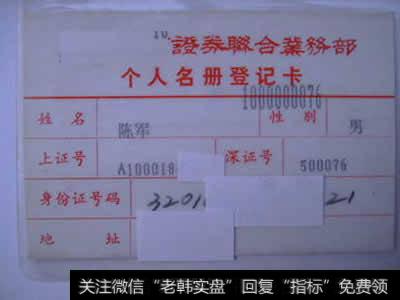 10.
證券聯合業務部
个人名册登记卡
1000000076
姓名 陈军 性别 男
上证号 A100018 深证号 500076
身份证号码 3201 21
地址
关注微信“老韩实盘”回复“指标”免费领